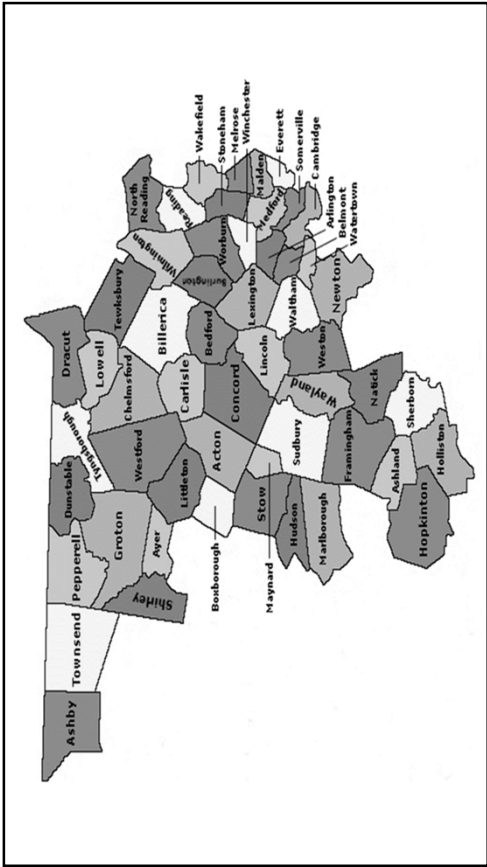 Ashby
Townsend
Pepperell
Dunstable
Tyngsborough
Dracut
Lowell
Tewksbury
Groton
Westford
Chelmsford
Billerica
Wilmington
North
Reading
Reading
Wakefield
Shirley
Ayer
Littleton
Carlisle
Bedford
Burlington
Woburn
Stoneham
Melrose
Winchester
Boxborough
Acton
Concord
Lexington
Medford
Malden
Everett
Stow
Maynard
Lincoln
Somerville
Cambridge
Arlington
Belmont
Watertown
Hudson
Sudbury
Wayland
Weston
Waltham
Newton
Marlborough
Framingham
Natick
Ashland
Sherborn
Hopkinton
Holliston